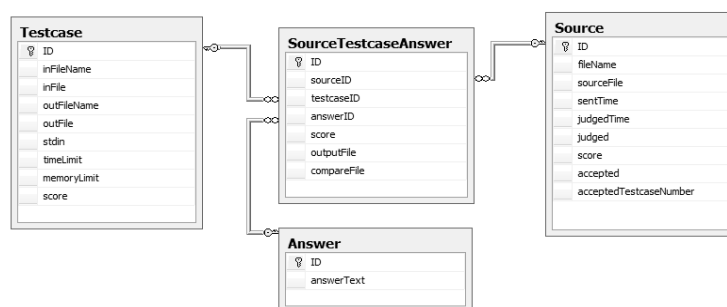 Testcase
ID
inFileName
inFile
outFileName
outFile
stdin
timeLimit
memoryLimit
score
SourceTestcaseAnswer
ID
sourceID
testcaseID
answerID
score
outputFile
compareFile
Answer
ID
answerText
Source
ID
fileName
sourceFile
sentTime
judgedTime
judged
score
accepted
acceptedTestcaseNumber